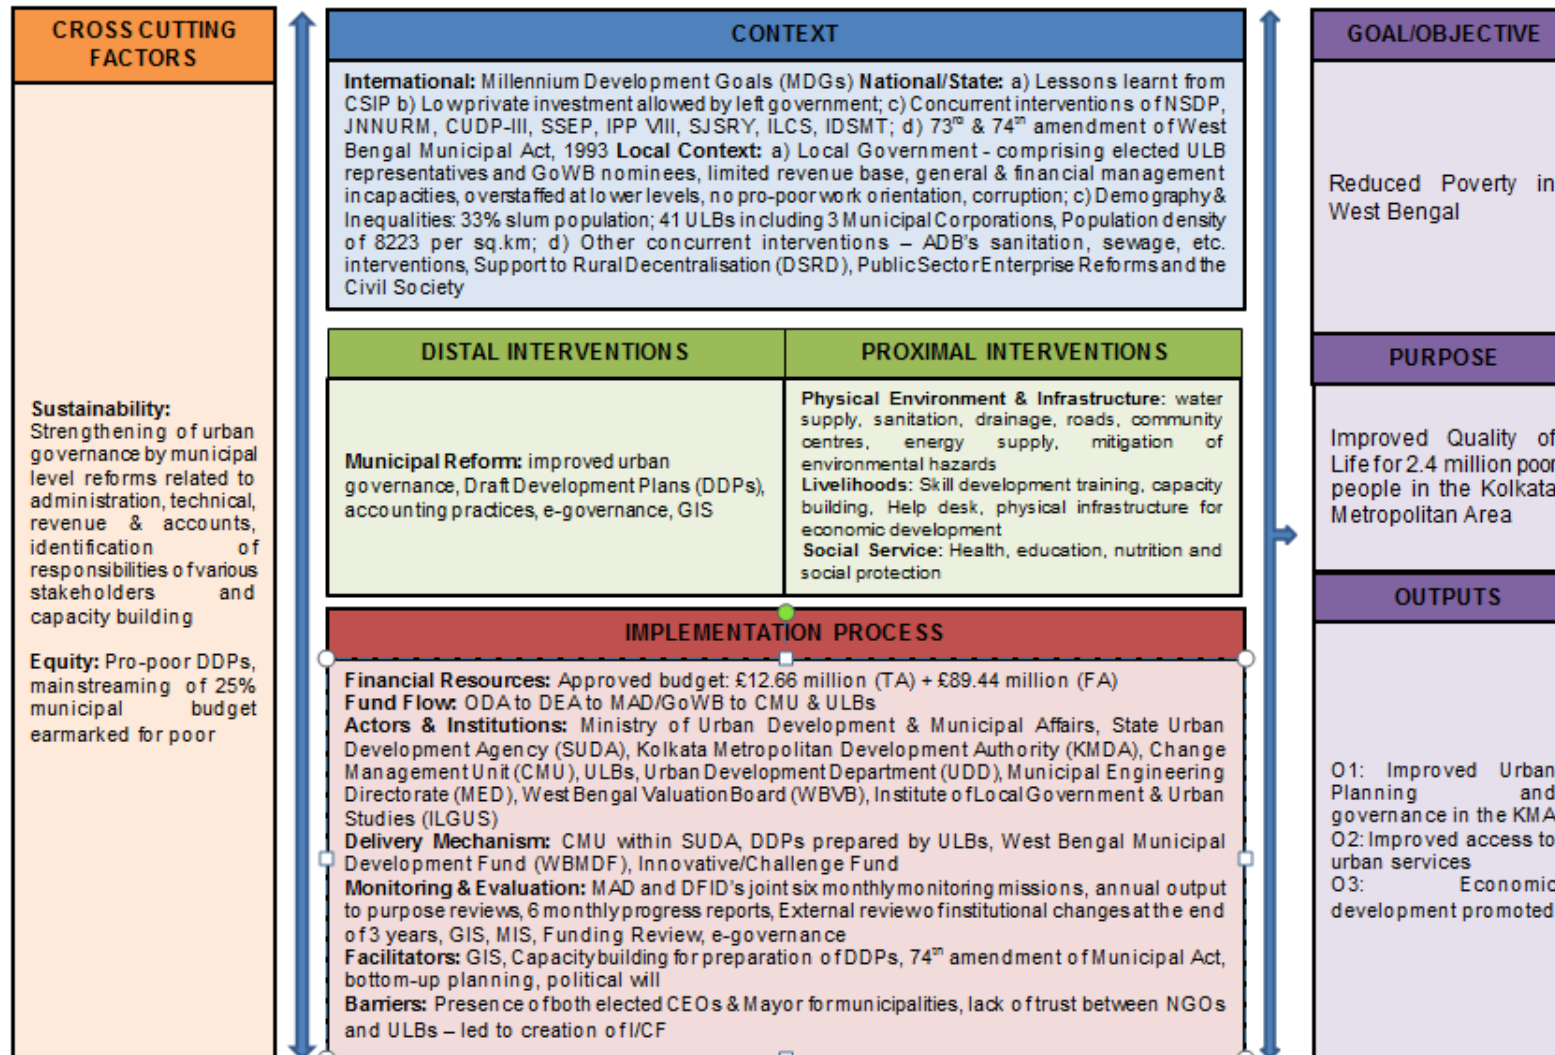 CROSS CUTTING
FACTORS
Sustainability:
Strengthening of urban
governance by municipal
level reforms related to
administration, technical,
revenue & accounts,
identification of
responsibilities of various
stakeholders and
capacity building
Equity: Pro-poor DDPs,
mainstreaming of 25%
municipal budget
earmarked for poor
CONTEXT
International: Millennium Development Goals (MDGs) National/State: a) Lessons learnt from
CSIP b) Low private investment allowed by left government; c) Concurrent interventions of NSDP,
JNNURM, CUDP-III, SSEP, IPP VIII, SJSRY, ILCS, IDSMT; d) 73rd & 74th amendment of West
Bengal Municipal Act, 1993 Local Context: a) Local Government - comprising elected ULB
representatives and GoWB nominees, limited revenue base, general & financial management
incapacities, overstaffed at lower levels, no pro-poor work orientation, corruption; c) Demography &
Inequalities: 33% slum population; 41 ULBs including 3 Municipal Corporations, Population density
of 8223 per sq.km; d) Other concurrent interventions – ADB's sanitation, sewage, etc.
interventions, Support to Rural Decentralisation (DSRD), Public Sector Enterprise Reforms and the
Civil Society
DISTAL INTERVENTIONS
Municipal Reform: improved urban
governance, Draft Development Plans (DDPs),
accounting practices, e-governance, GIS
PROXIMAL INTERVENTIONS
Physical Environment & Infrastructure: water
supply, sanitation, drainage, roads, community
centres, energy supply, mitigation of
environmental hazards
Livelihoods: Skill development training, capacity
building, Help desk, physical infrastructure for
economic development
Social Service: Health, education, nutrition and
social protection
IMPLEMENTATION PROCESS
Financial Resources: Approved budget: £12.66 million (TA) + £89.44 million (FA)
Fund Flow: ODA to DEA to MAD/GoWB to CMU & ULBs
Actors & Institutions: Ministry of Urban Development & Municipal Affairs, State Urban
Development Agency (SUDA), Kolkata Metropolitan Development Authority (KMDA), Change
Management Unit (CMU), ULBs, Urban Development Department (UDD), Municipal Engineering
Directorate (MED), West Bengal Valuation Board (WBVB), Institute of Local Government & Urban
Studies (ILGUS)
Delivery Mechanism: CMU within SUDA, DDPs prepared by ULBs, West Bengal Municipal
Development Fund (WBMDF), Innovative/Challenge Fund
Monitoring & Evaluation: MAD and DFID's joint six monthly monitoring missions, annual output
to purpose reviews, 6 monthly progress reports, External review of institutional changes at the end
of 3 years, GIS, MIS, Funding Review, e-governance
Facilitators: GIS, Capacity building for preparation of DDPs, 74th amendment of Municipal Act,
bottom-up planning, political will
Barriers: Presence of both elected CEOs & Mayor for municipalities, lack of trust between NGOs
and ULBs – led to creation of I/CF
GOAL/OBJECTIVE
Reduced Poverty in
West Bengal
PURPOSE
Improved Quality of
Life for 2.4 million poor
people in the Kolkata
Metropolitan Area
OUTPUTS
O1: Improved Urban
Planning and
governance in the KMA
O2: Improved access to
urban services
O3: Economic
development promoted